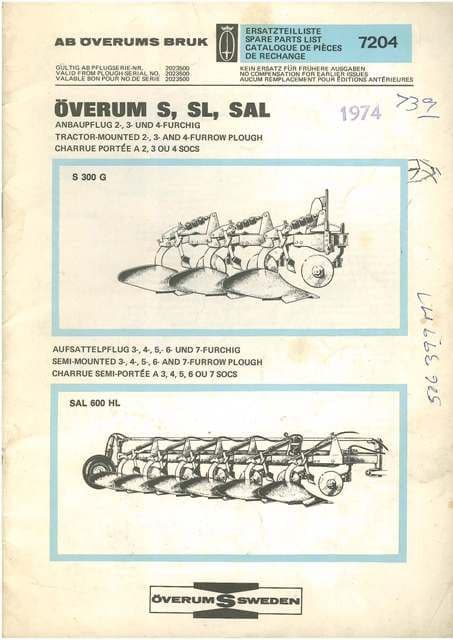 AB ÖVERUMS BRUK
ERSATZTEILLISTE
SPARE PARTS LIST
CATALOGUE DE PIÈCES
DE RECHANGE
7204
GÜLTIG AB PFLUGSERIE-NR. 2023500
VALID FROM PLOUGH SERIAL NO. 2023500
VALABLE BON POUR NO.DE SERIE 2023500
KEIN ERSATZ FÜR FRÜHERE AUSGABEN
NO COMPENSATION FOR EARLIER ISSUES
AUCUM REMPLACEMENT POUR ÉDITIONS ANTÉRIEURES
ÖVERUM S, SL, SAL
1974
739
ANBAUPFLUG 2-, 3- UND 4-FURCHIG
TRACTOR-MOUNTED 2-, 3- AND 4-FURROW PLOUGH
CHARRUE PORTÉE A 2, 3 OU 4 SOCS
S 300 G
AUFSATTELPFLUG 3-, 4-, 5,- 6- UND 7-FURCHIG
SEMI-MOUNTED 3-, 4-, 5-, 6- AND 7-FURROW PLOUGH
CHARRUE SEMI-PORTÉE A 3, 4, 5, 6 OU 7 SOCS
SAL 600 HL
ÖVERUM S SWEDEN